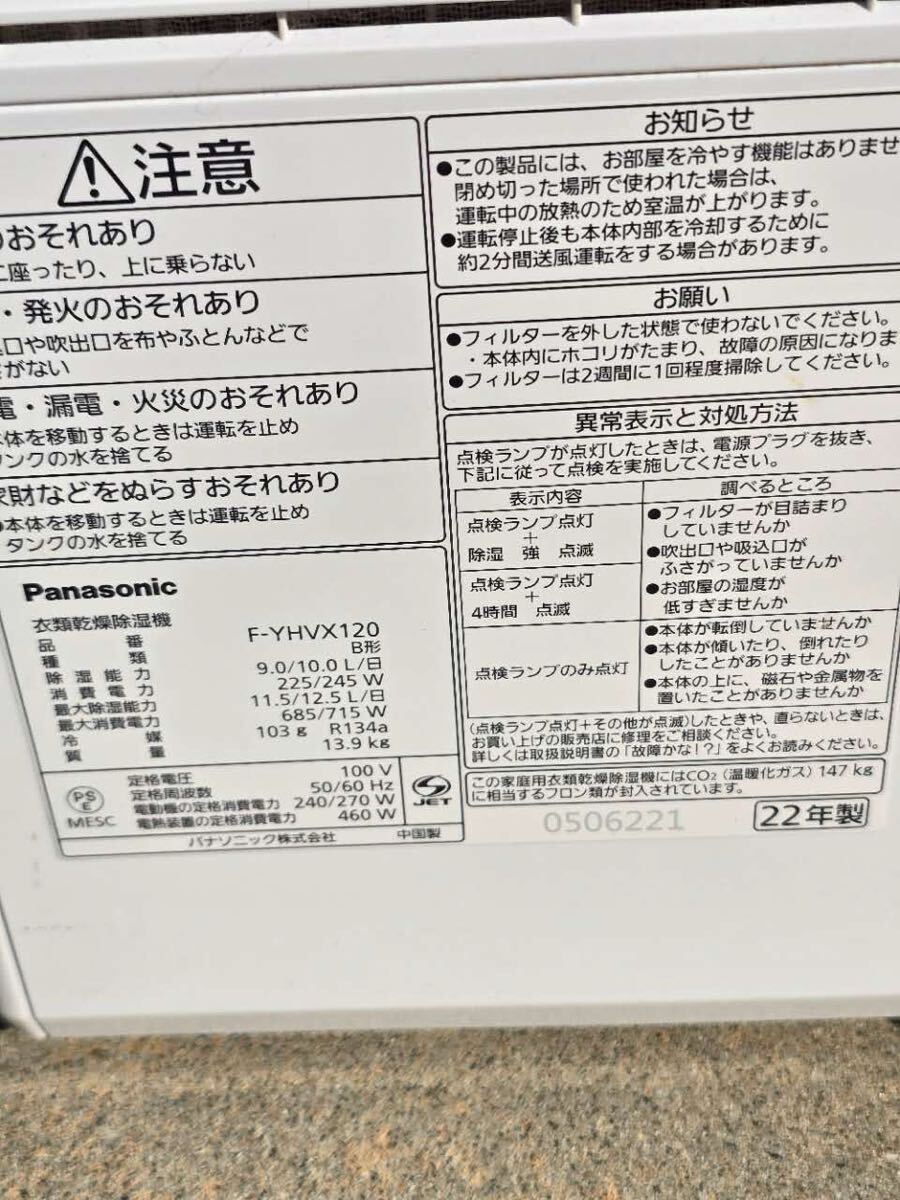 注意
おそれあり
座ったり、上に乗らない
・発火のおそれあり
口や吹出口を布やふとんなどで
がない
電・漏電・火災のおそれあり
本体を移動するときは運転を止め
タンクの水を捨てる
家財などをぬらすおそれあり
本体を移動するときは運転を止め
タンクの水を捨てる
Panasonic
衣類乾燥除湿機
品番 F-YHVX120
種類 B形
除湿能力 9.0/10.0 L/日
消費電力 225/245 W
最大除湿能力 11.5/12.5 L/日
最大消費電力 685/715 W
冷媒 103 g R134a
質量 13.9 kg
PS
E
MESC
定格電圧 100 V
定格周波数 50/60 Hz
電動機の定格消費電力 240/270 W
電熱装置の定格消費電力 460 W
JET
パナソニック株式会社 中国製
お知らせ
●この製品には、お部屋を冷やす機能はありませ
閉め切った場所で使われた場合は、
運転中の放熱のため室温が上がります。
●運転停止後も本体内部を冷却するために
約2分間送風運転をする場合があります。
お願い
●フィルターを外した状態で使わないでください。
・本体内にホコリがたまり、故障の原因になりま
●フィルターは2週間に1回程度掃除してください。
異常表示と対処方法
点検ランプが点灯したときは、電源プラグを抜き、
下記に従って点検を実施してください。
表示内容 調べるところ
点検ランプ点灯
+
除湿 強 点滅
●フィルターが目詰まり
していませんか
●吹出口や吸込口が
ふさがっていませんか
点検ランプ点灯
+
4時間 点滅
●お部屋の湿度が
低すぎませんか
点検ランプのみ点灯
●本体が転倒していませんか
●本体が傾いたり、倒れたり
したことがありませんか
●本体の上に、磁石や金属物を
置いたことがありませんか
(点検ランプ点灯+その他が点滅)したときや、直らないときは、
お買い上げの販売店に修理をご相談ください。
詳しくは取扱説明書の「故障かな!?」をよくお読みください。
この家庭用衣類乾燥除湿機にはCO₂(温暖化ガス)147 kg
に相当するフロン類が封入されています。
0506221
22年製